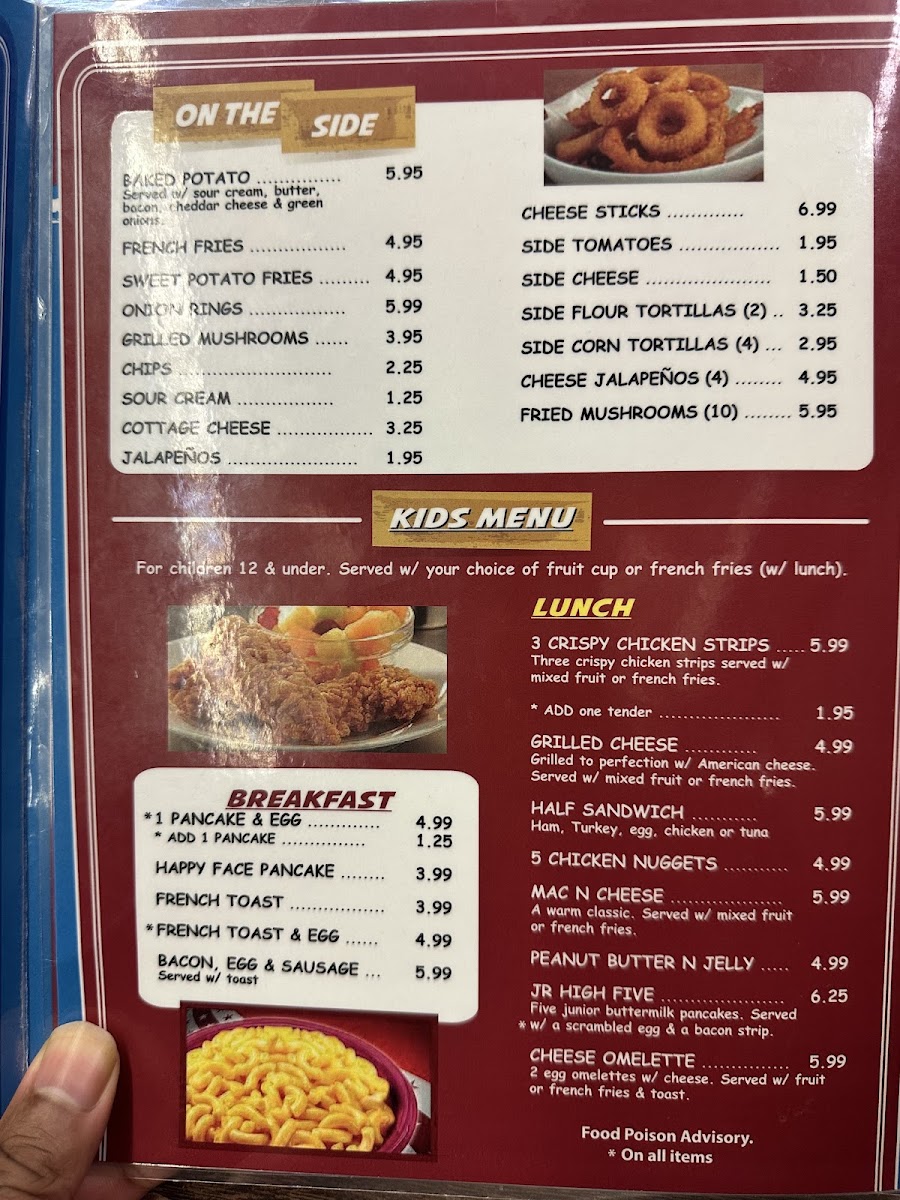 ON THE SIDE
BAKED POTATO ............... 5.95
Served w/ sour cream, butter,
bacon, cheddar cheese & green
onions.
FRENCH FRIES ................. 4.95
SWEET POTATO FRIES ......... 4.95
ONION RINGS ................. 5.99
GRILLED MUSHROOMS ...... 3.95
CHIPS ........................... 2.25
SOUR CREAM ................. 1.25
COTTAGE CHEESE ................. 3.25
JALAPEÑOS ....................... 1.95
CHEESE STICKS ............. 6.99
SIDE TOMATOES .................. 1.95
SIDE CHEESE ...................... 1.50
SIDE FLOUR TORTILLAS (2) .. 3.25
SIDE CORN TORTILLAS (4) ... 2.95
CHEESE JALAPEÑOS (4) ........ 4.95
FRIED MUSHROOMS (10) ........ 5.95
KIDS MENU
For children 12 & under. Served w/ your choice of fruit cup or french fries (w/ lunch).
BREAKFAST
*1 PANCAKE & EGG ............. 4.99
* ADD 1 PANCAKE ............... 1.25
HAPPY FACE PANCAKE ........ 3.99
FRENCH TOAST ................. 3.99
*FRENCH TOAST & EGG ...... 4.99
BACON, EGG & SAUSAGE ... 5.99
Served w/ toast
LUNCH
3 CRISPY CHICKEN STRIPS ..... 5.99
Three crispy chicken strips served w/
mixed fruit or french fries.
* ADD one tender ..................... 1.95
GRILLED CHEESE ............. 4.99
Grilled to perfection w/ American cheese.
Served w/ mixed fruit or french fries.
HALF SANDWICH ........... 5.99
Ham, Turkey, egg, chicken or tuna
5 CHICKEN NUGGETS ........... 4.99
MAC N CHEESE .................... 5.99
A warm classic. Served w/ mixed fruit
or french fries.
PEANUT BUTTER N JELLY ..... 4.99
JR HIGH FIVE ...................... 6.25
Five junior buttermilk pancakes. Served
* w/ a scrambled egg & a bacon strip.
CHEESE OMELETTE ................ 5.99
2 egg omelettes w/ cheese. Served w/ fruit
or french fries & toast.
Food Poison Advisory.
* On all items